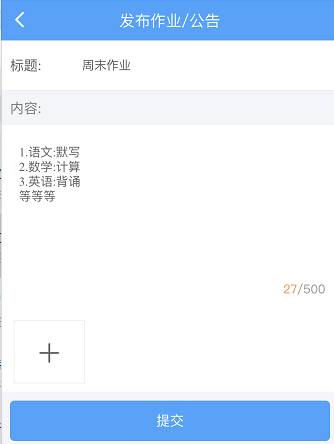 发布作业/公告
标题: 周末作业
内容:
1.语文:默写
2.数学:计算
3.英语:背诵
等等等
27/500
提交